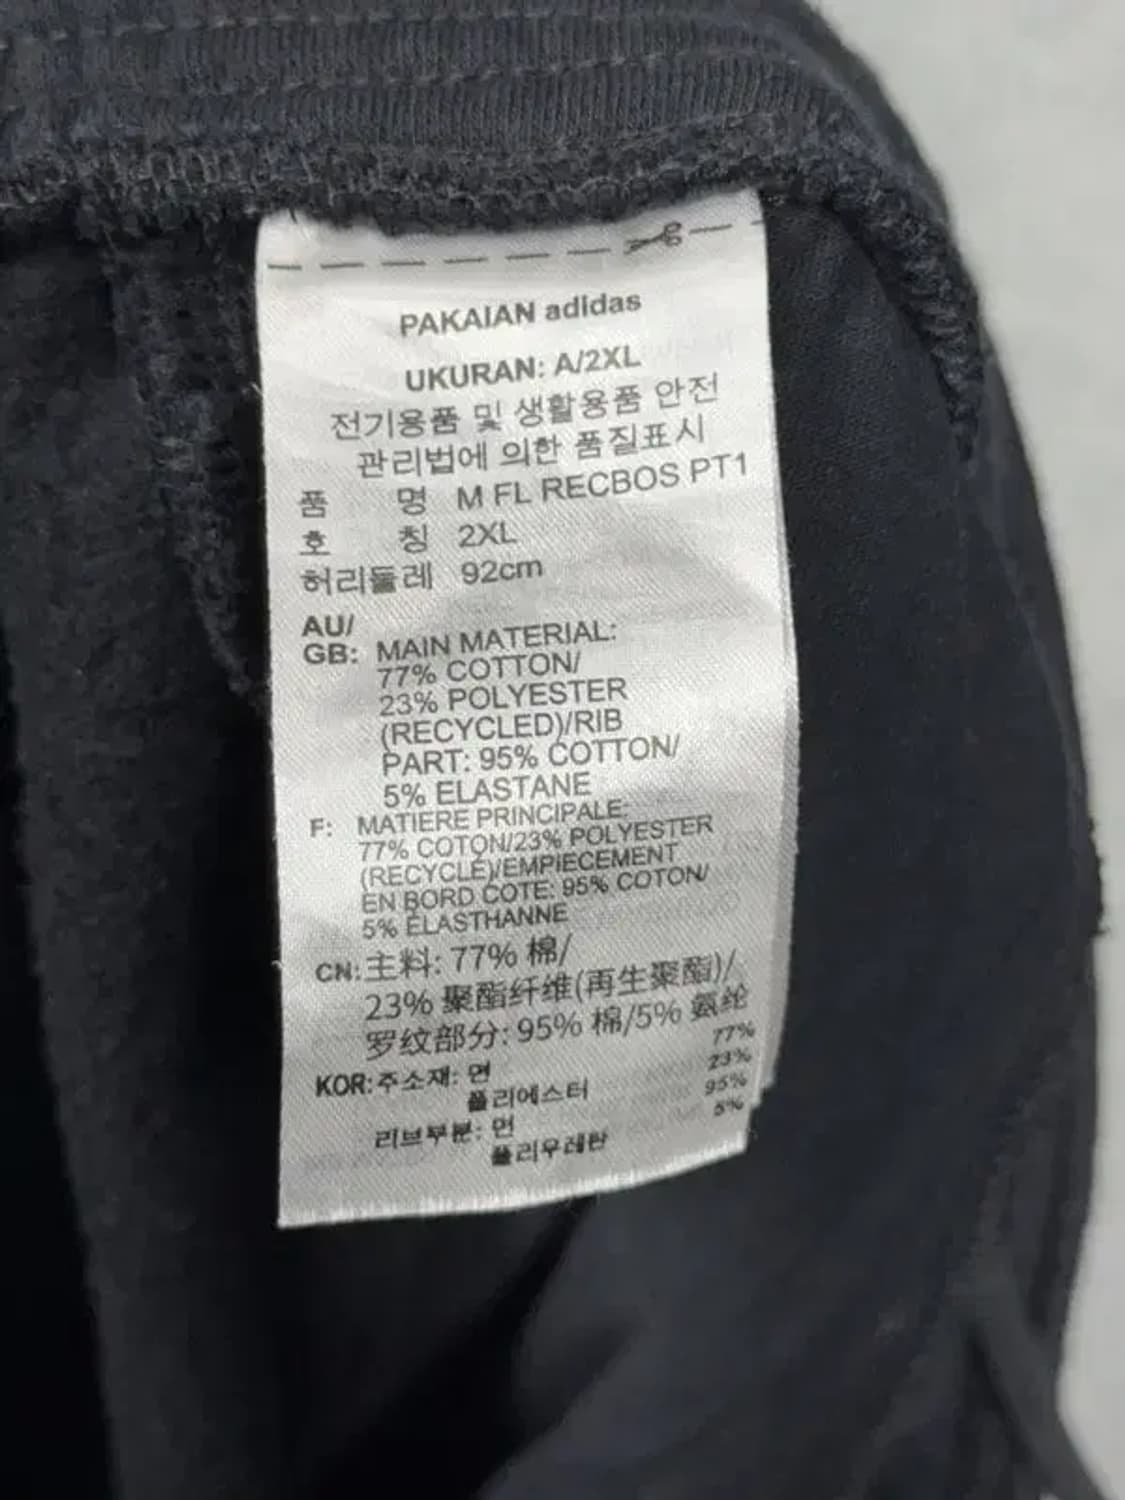 PAKAIAN adidas
UKURAN: A/2XL
전기용품 및 생활용품 안전
관리법에 의한 품질표시
품 명 M FL RECBOS PT1
호 칭 2XL
허리둘레 92cm
AU/
GB: MAIN MATERIAL:
77% COTTON/
23% POLYESTER
(RECYCLED)/RIB
PART: 95% COTTON/
5% ELASTANE
F: MATIERE PRINCIPALE:
77% COTON/23% POLYESTER
(RECYCLÉ)/EMPIECEMENT
EN BORD COTE: 95% COTON/
5% ÉLASTHANNE
CN: 主料: 77% 棉/
23% 聚酯纤维(再生聚酯)/
罗纹部分: 95% 棉/5% 氨纶
KOR: 주소재: 면 77%
폴리에스터 23%
리브부분: 면 95%
폴리우레탄 5%